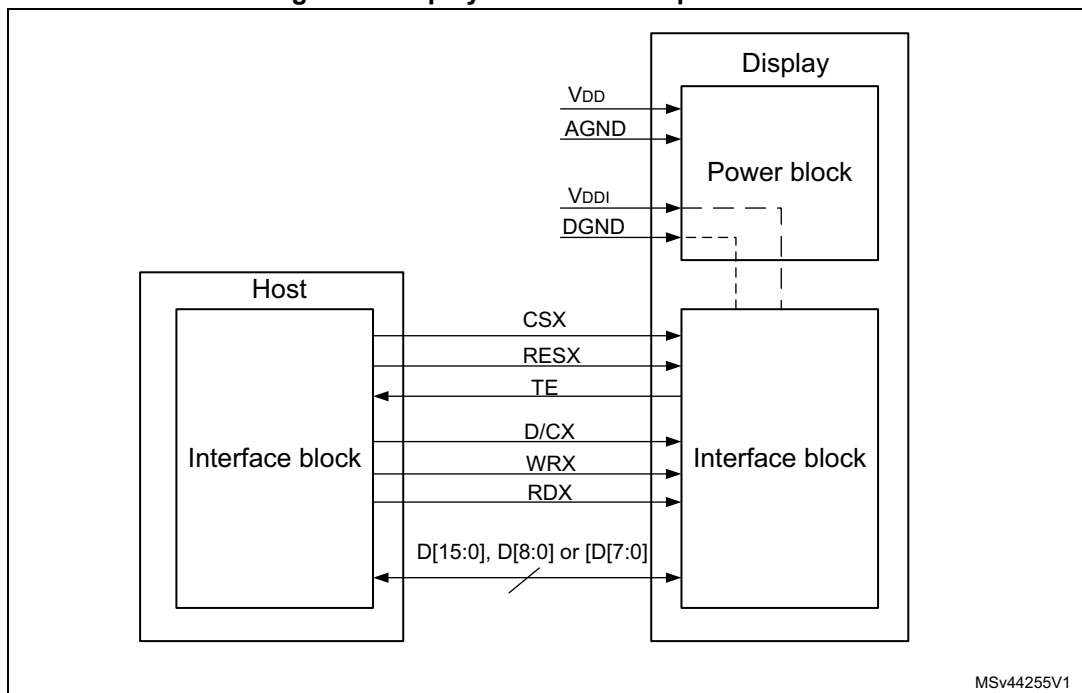 Display
VDD
AGND
Power block
VDDI
DGND
Host
CSX
RESX
TE
D/CX
Interface block
Interface block
WRX
RDX
D[15:0], D[8:0] or [D[7:0]
MSv44255V1